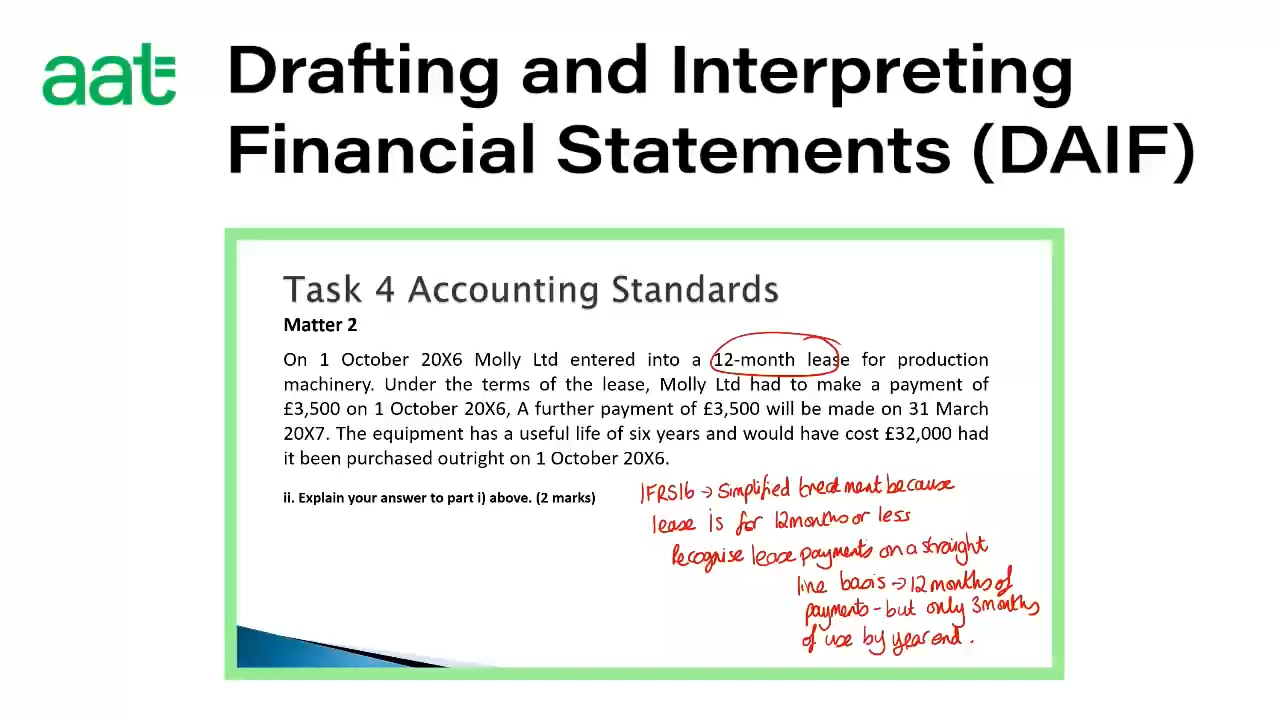 aat
Drafting and Interpreting
Financial Statements (DAIF)
Task 4 Accounting Standards
Matter 2
On 1 October 20X6 Molly Ltd entered into a 12-month lease for production
machinery. Under the terms of the lease, Molly Ltd had to make a payment of
£3,500 on 1 October 20X6, A further payment of £3,500 will be made on 31 March
20X7. The equipment has a useful life of six years and would have cost £32,000 had
it been purchased outright on 1 October 20X6.
ii. Explain your answer to part i) above. (2 marks)
IFRS16 → Simplified treatment because
lease is for 12 months or less
Recognise lease payments on a straight
line basis → 12 months of
payments - but only 3 months
of use by year end.